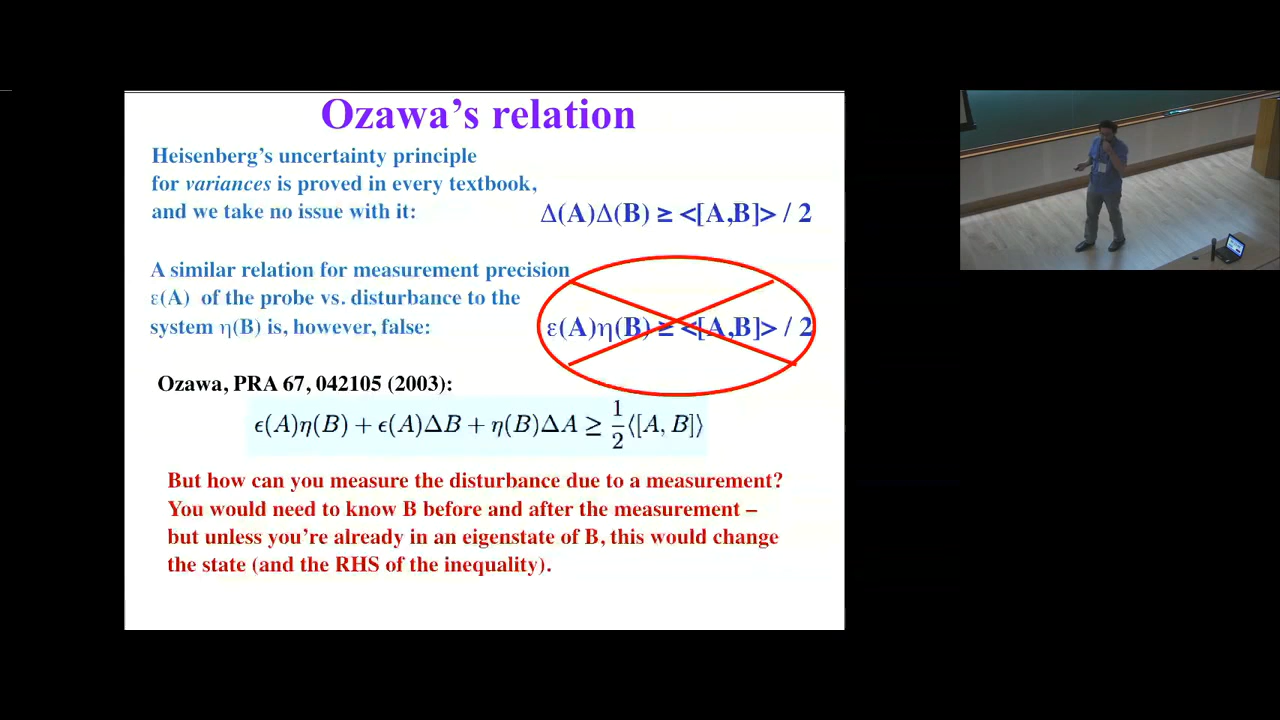 Ozawa’s relation
Heisenberg’s uncertainty principle
for variances is proved in every textbook,
and we take no issue with it:
Δ(A)Δ(B) ≥ <[A,B]> / 2
A similar relation for measurement precision
ε(A) of the probe vs. disturbance to the
system η(B) is, however, false:
ε(A)η(B) ≥ <[A,B]> / 2
Ozawa, PRA 67, 042105 (2003):
ϵ(A)η(B) + ϵ(A)ΔB + η(B)ΔA ≥ 1/2⟨[A, B]⟩
But how can you measure the disturbance due to a measurement?
You would need to know B before and after the measurement –
but unless you’re already in an eigenstate of B, this would change
the state (and the RHS of the inequality).